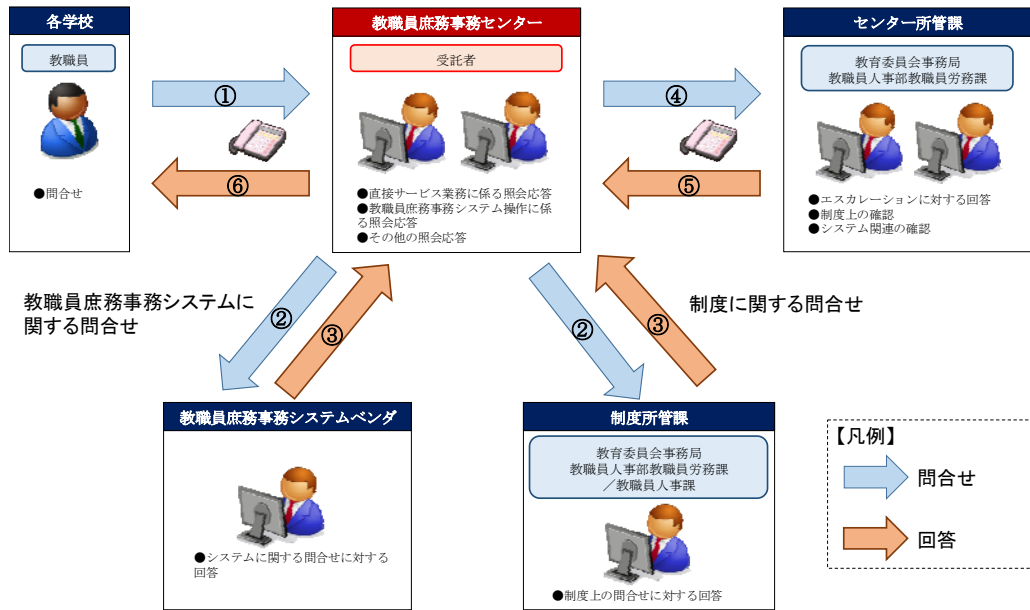 各学校
教職員
①
⑥
●問合せ
教職員庶務事務センター
受託者
●直接サービス業務に係る照会応答
●教職員庶務事務システム操作に係
る照会応答
●その他の照会応答
④
⑤
センター所管課
教育委員会事務局
教職員人事部教職員労務課
●エスカレーションに対する回答
●制度上の確認
●システム関連の確認
教職員庶務事務システムに
関する問合せ
②
③
②
③
制度に関する問合せ
教職員庶務事務システムベンダ
●システムに関する問合せに対する
回答
制度所管課
教育委員会事務局
教職員人事部教職員労務課
／教職員人事課
●制度上の問合せに対する回答
【凡例】
問合せ
回答